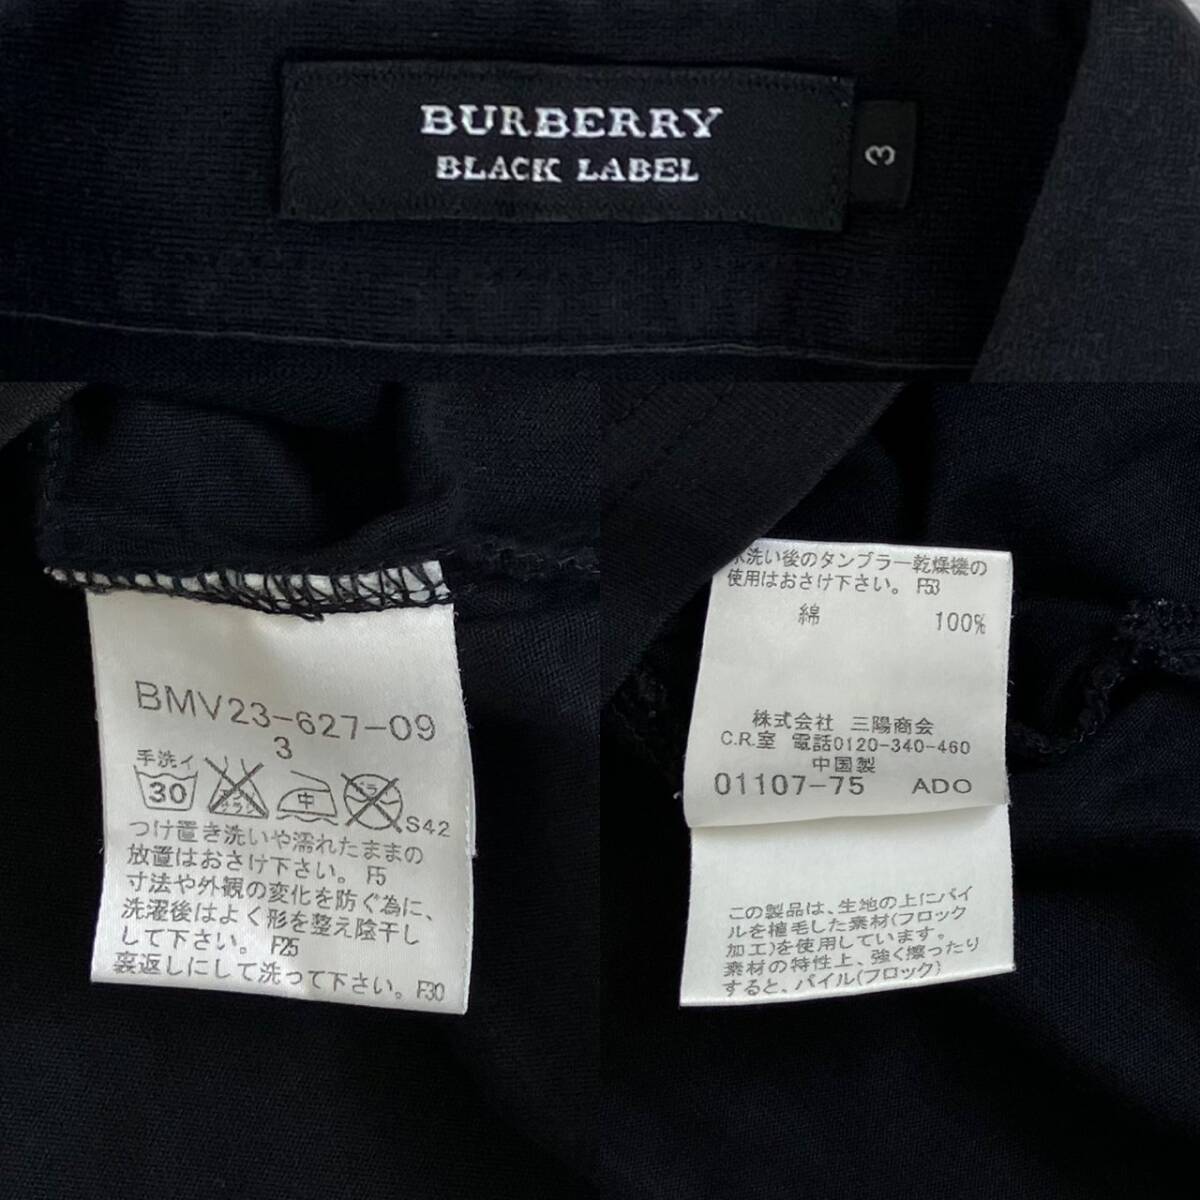 BURBERRY
BLACK LABEL
3
BMV23-627-09
3
手洗イ
30
中
S42
つけ置き洗いや濡れたままの
放置はおさけ下さい。F5
寸法や外観の変化を防ぐ為に、
洗濯後はよく形を整え陰干し
して下さい。F25
裏返しにして洗って下さい。F30
水洗い後のタンブラー乾燥機の
使用はおさけ下さい。F53
綿 100%
株式会社 三陽商会
C.R.室 電話0120-340-460
中国製
01107-75 ADO
この製品は、生地の上にパイ
ルを植毛した素材(フロック
加工)を使用しています。
素材の特性上、強く擦ったり
すると、パイル(フロック)